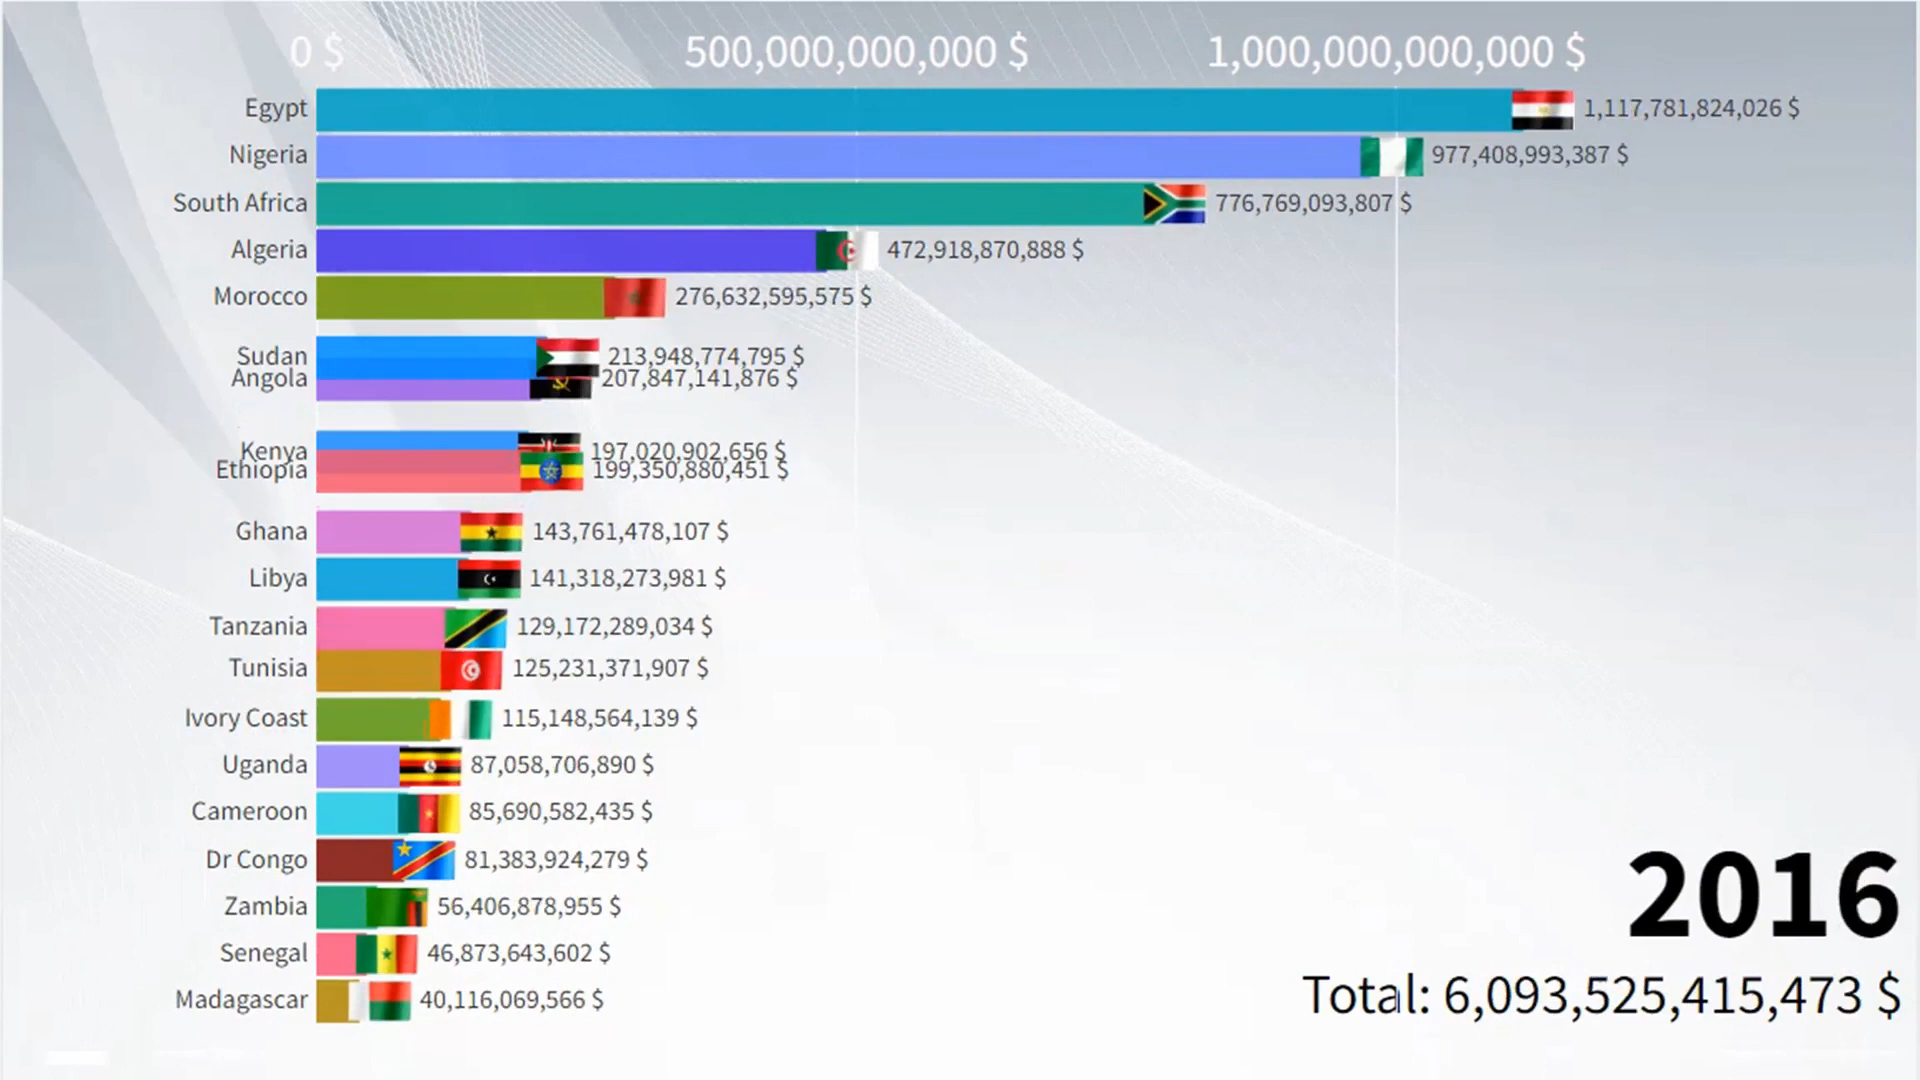 0 $ 500,000,000,000 $ 1,000,000,000,000 $
Egypt 1,117,781,824,026 $
Nigeria 977,408,993,387 $
South Africa 776,769,093,807 $
Algeria 472,918,870,888 $
Morocco 276,632,595,575 $
Sudan 213,948,774,795 $
Angola 207,847,141,876 $
Kenya 197,020,902,656 $
Ethiopia 199,350,880,451 $
Ghana 143,761,478,107 $
Libya 141,318,273,981 $
Tanzania 129,172,289,034 $
Tunisia 125,231,371,907 $
Ivory Coast 115,148,564,139 $
Uganda 87,058,706,890 $
Cameroon 85,690,582,435 $
Dr Congo 81,383,924,279 $
Zambia 56,406,878,955 $
Senegal 46,873,643,602 $
Madagascar 40,116,069,566 $
2016
Total: 6,093,525,415,473 $